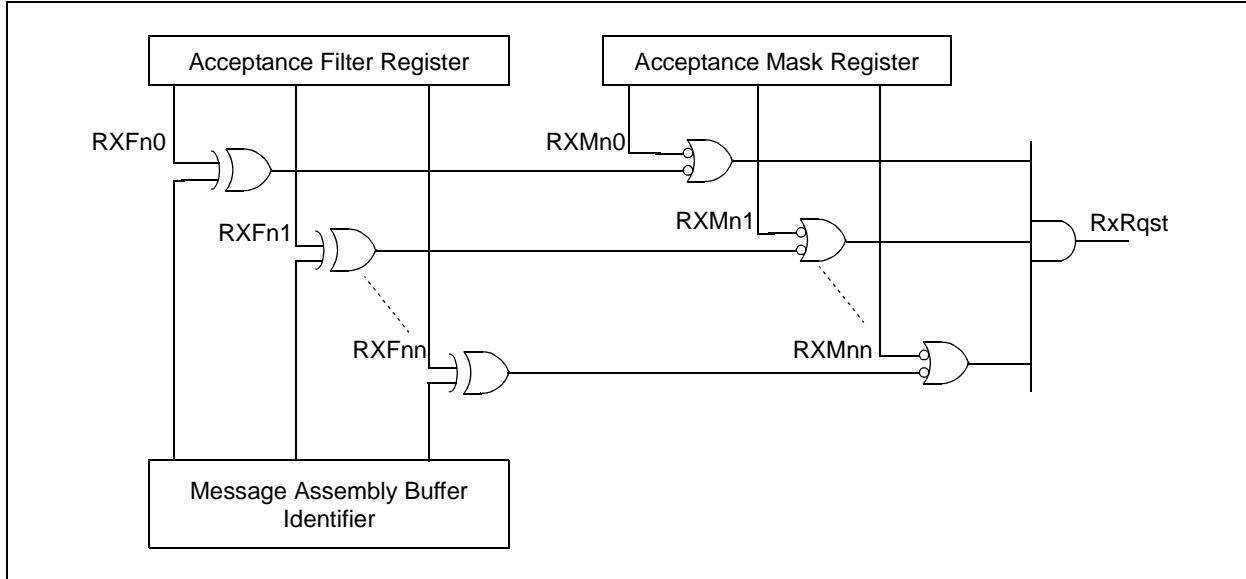 Acceptance Filter Register
Acceptance Mask Register
RXFn0
RXMn0
RXFn1
RXMn1
RxRqst
RXFnn
RXMnn
Message Assembly Buffer
Identifier